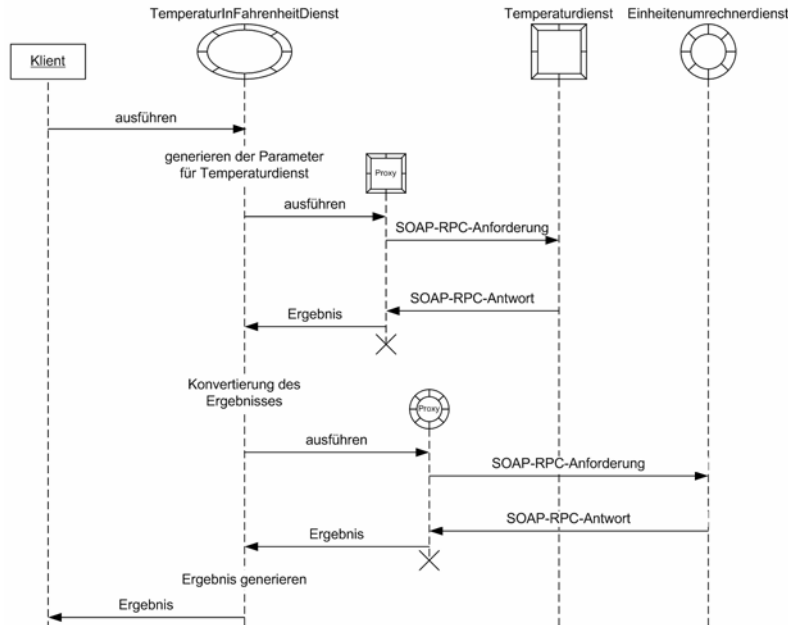 TemperaturInFahrenheitDienst
Temperaturdienst
Einheitenumrechnerdienst
Klient
ausführen
generieren der Parameter
für Temperaturdienst
Proxy
ausführen
SOAP-RPC-Anforderung
SOAP-RPC-Antwort
Ergebnis
Konvertierung des
Ergebnisses
Proxy
ausführen
SOAP-RPC-Anforderung
SOAP-RPC-Antwort
Ergebnis
Ergebnis generieren
Ergebnis